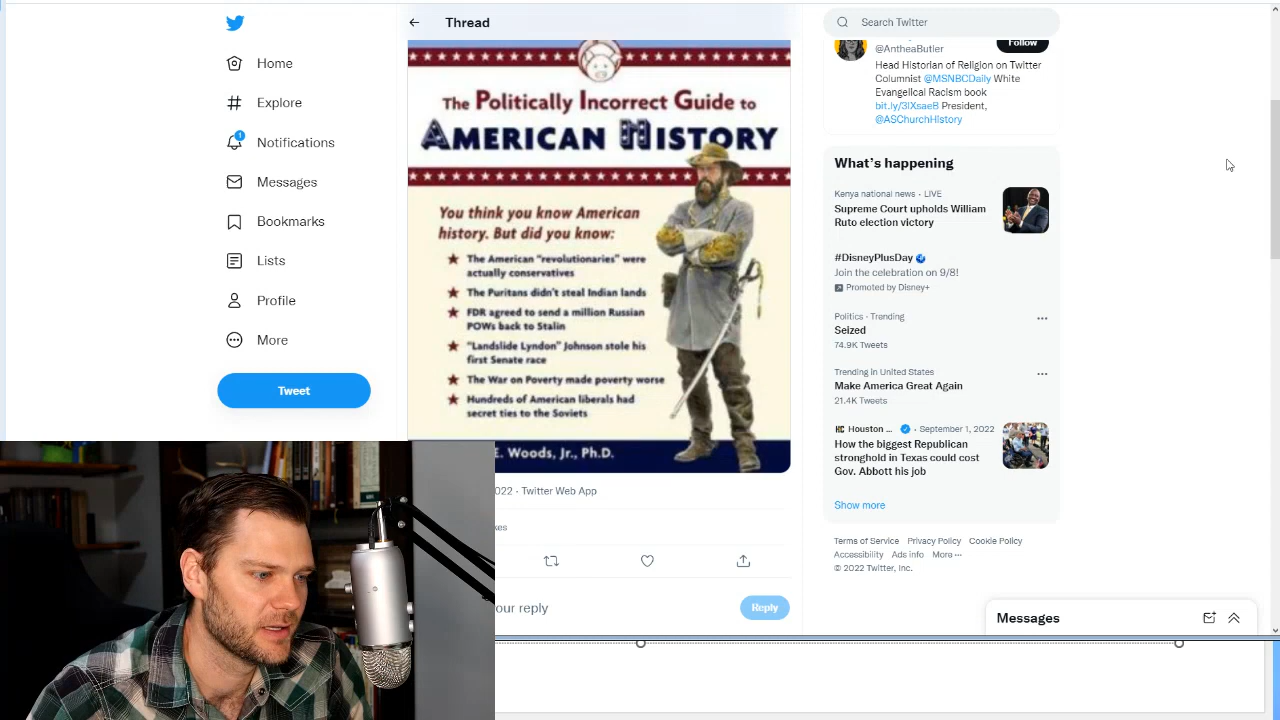 Home
Explore
1
Notifications
Messages
Bookmarks
Lists
Profile
More
Tweet
Thread
The Politically Incorrect Guide to
AMERICAN HISTORY
You think you know American
history. But did you know:
The American "revolutionaries" were
actually conservatives
The Puritans didn't steal Indian lands
FDR agreed to send a million Russian
POWs back to Stalin
"Landslide Lyndon" Johnson stole his
first Senate race
The War on Poverty made poverty worse
Hundreds of American liberals had
secret ties to the Soviets
E. Woods, Jr., Ph.D.
022 · Twitter Web App
kes
our reply
Reply
Search Twitter
@AntheaButler
Follow
Head Historian of Religion on Twitter
Columnist @MSNBCDaily White
Evangelical Racism book
bit.ly/3lXsaeB President,
@ASChurchHistory
What's happening
Kenya national news · LIVE
Supreme Court upholds William
Ruto election victory
#DisneyPlusDay
Join the celebration on 9/8!
Promoted by Disney+
Politics · Trending
Seized
74.9K Tweets
Trending in United States
Make America Great Again
21.4K Tweets
Houston ... · September 1, 2022
How the biggest Republican
stronghold in Texas could cost
Gov. Abbott his job
Show more
Terms of Service Privacy Policy Cookie Policy
Accessibility Ads info More ···
© 2022 Twitter, Inc.
Messages